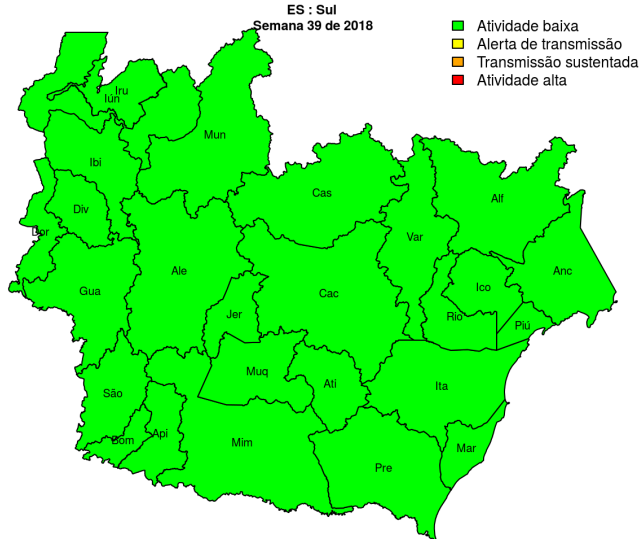 ES : Sul
Semana 39 de 2018
Atividade baixa
Alerta de transmissão
Transmissão sustentada
Atividade alta
Iru
Iún
Mun
Ibi
Cas
Alf
Div
Dor
Var
Ale
Anc
Gua
Cac
Ico
Jer
Rio
Piú
Muq
Ati
Ita
São
Bom
Api
Mim
Mar
Pre